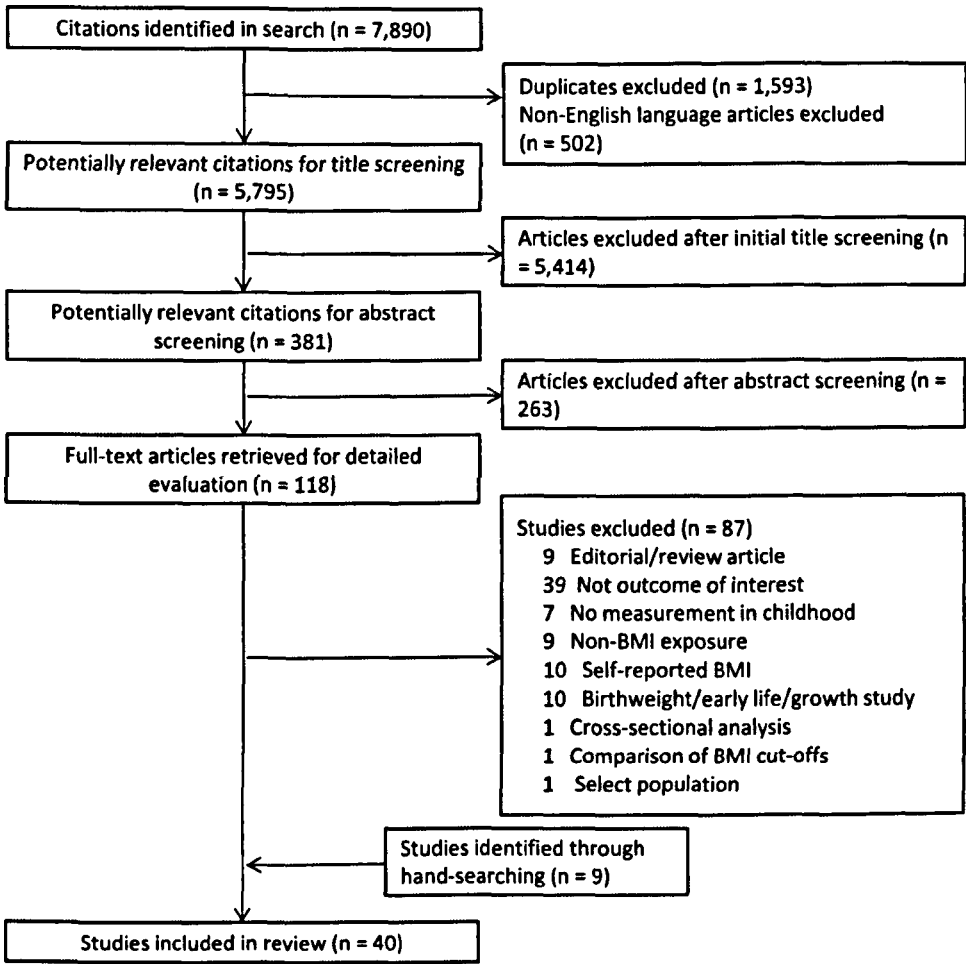 Citations identified in search (n = 7,890)
Duplicates excluded (n = 1,593)
Non-English language articles excluded
(n = 502)
Potentially relevant citations for title screening
(n = 5,795)
Articles excluded after initial title screening (n
= 5,414)
Potentially relevant citations for abstract
screening (n = 381)
Articles excluded after abstract screening (n =
263)
Full-text articles retrieved for detailed
evaluation (n = 118)
Studies excluded (n = 87)
9 Editorial/review article
39 Not outcome of interest
7 No measurement in childhood
9 Non-BMI exposure
10 Self-reported BMI
10 Birthweight/early life/growth study
1 Cross-sectional analysis
1 Comparison of BMI cut-offs
1 Select population
Studies identified through
hand-searching (n = 9)
Studies included in review (n = 40)